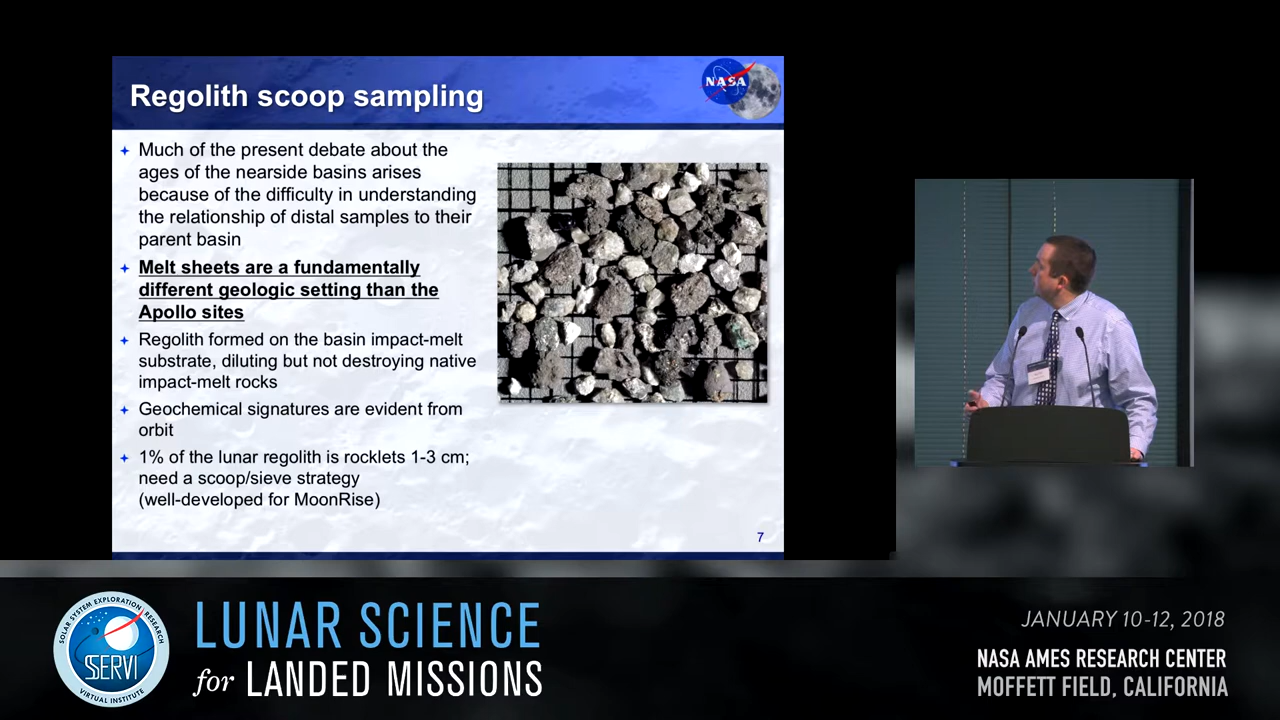 Regolith scoop sampling
NASA
Much of the present debate about the
ages of the nearside basins arises
because of the difficulty in understanding
the relationship of distal samples to their
parent basin
Melt sheets are a fundamentally
different geologic setting than the
Apollo sites
Regolith formed on the basin impact-melt
substrate, diluting but not destroying native
impact-melt rocks
Geochemical signatures are evident from
orbit
1% of the lunar regolith is rocklets 1-3 cm;
need a scoop/sieve strategy
(well-developed for MoonRise)
7
SOLAR SYSTEM EXPLORATION RESEARCH
SSERVI
VIRTUAL INSTITUTE
LUNAR SCIENCE
for LANDED MISSIONS
JANUARY 10-12, 2018
NASA AMES RESEARCH CENTER
MOFFETT FIELD, CALIFORNIA